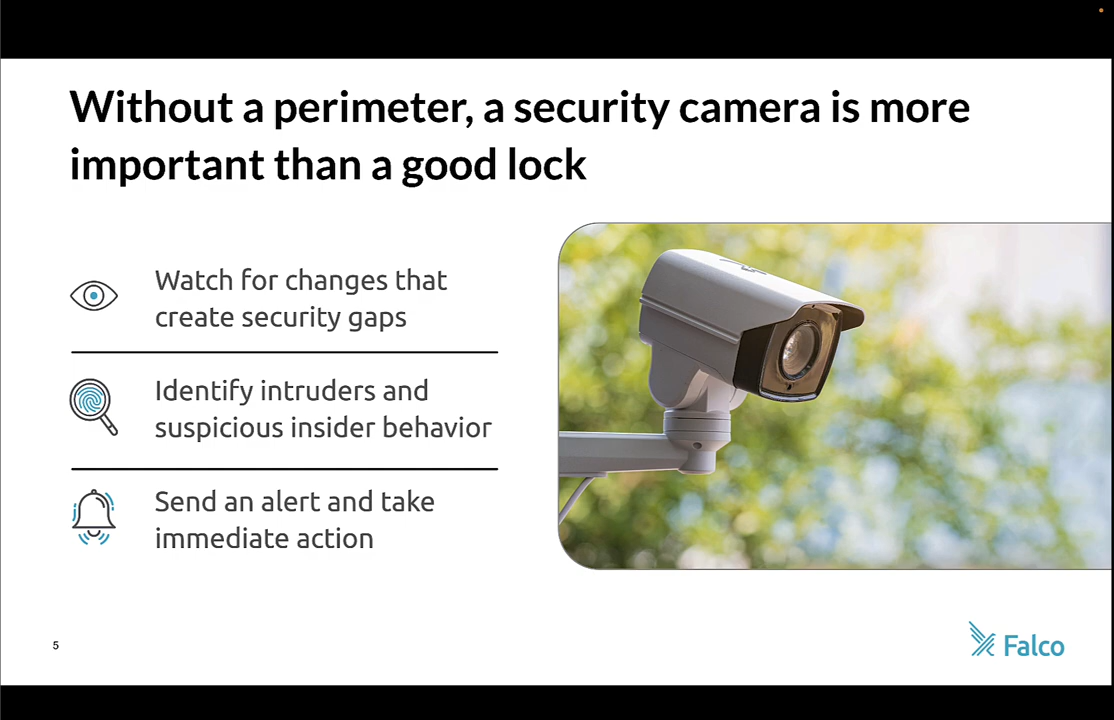 Without a perimeter, a security camera is more
important than a good lock
Watch for changes that
create security gaps
Identify intruders and
suspicious insider behavior
Send an alert and take
immediate action
5
Falco